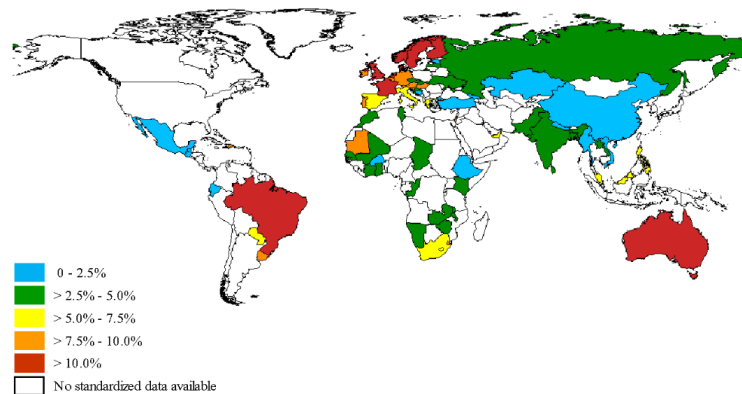 0 - 2.5%
> 2.5% - 5.0%
> 5.0% - 7.5%
> 7.5% - 10.0%
> 10.0%
No standardized data available